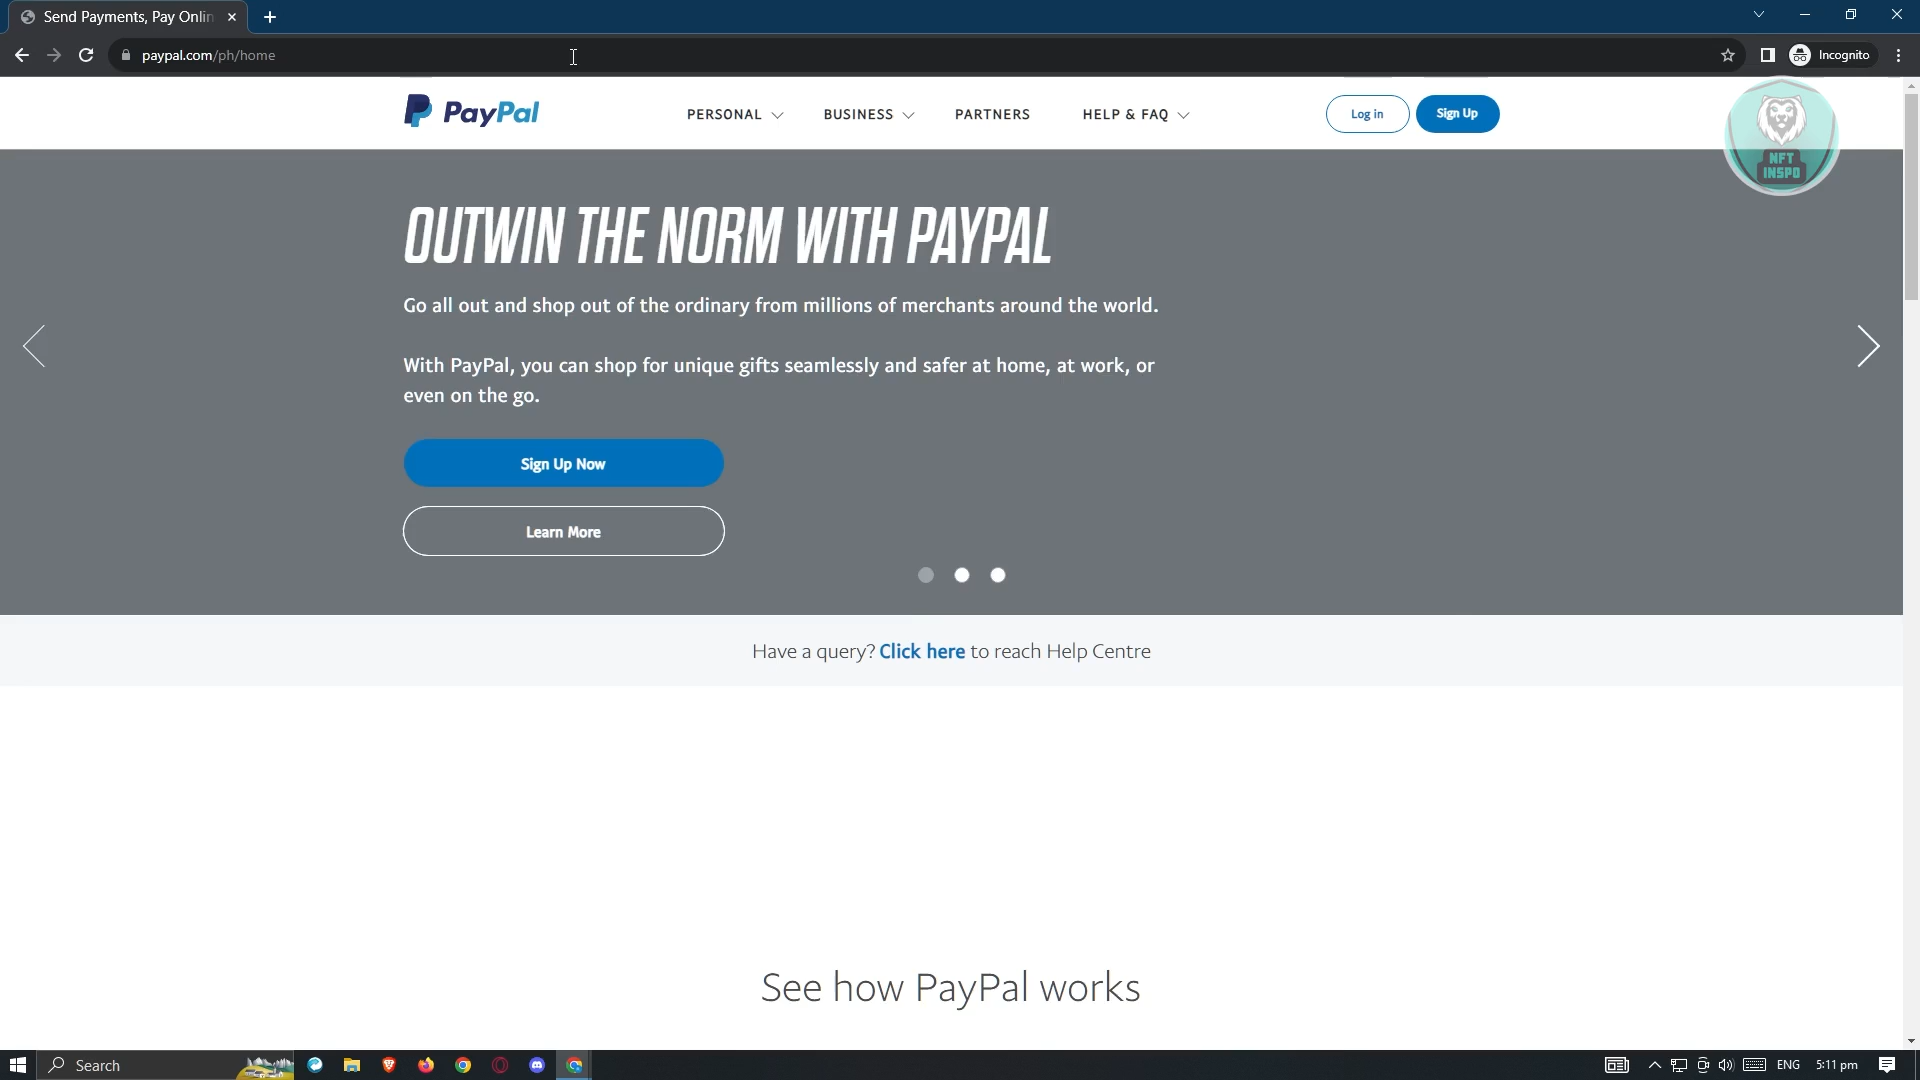 Send Payments, Pay Onlin
paypal.com/ph/home
Incognito
PayPal
PERSONAL
BUSINESS
PARTNERS
HELP & FAQ
Log in
Sign Up
NFT
INSPO
OUTWIN THE NORM WITH PAYPAL
Go all out and shop out of the ordinary from millions of merchants around the world.
With PayPal, you can shop for unique gifts seamlessly and safer at home, at work, or
even on the go.
Sign Up Now
Learn More
Have a query? Click here to reach Help Centre
See how PayPal works
Search
ENG
5:11 pm